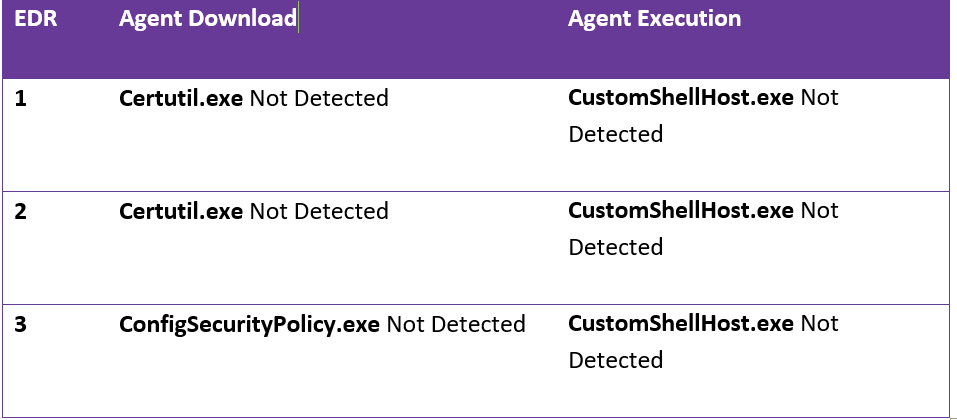 EDR Agent Download Agent Execution
1 Certutil.exe Not Detected CustomShellHost.exe Not
Detected
2 Certutil.exe Not Detected CustomShellHost.exe Not
Detected
3 ConfigSecurityPolicy.exe Not Detected CustomShellHost.exe Not
Detected